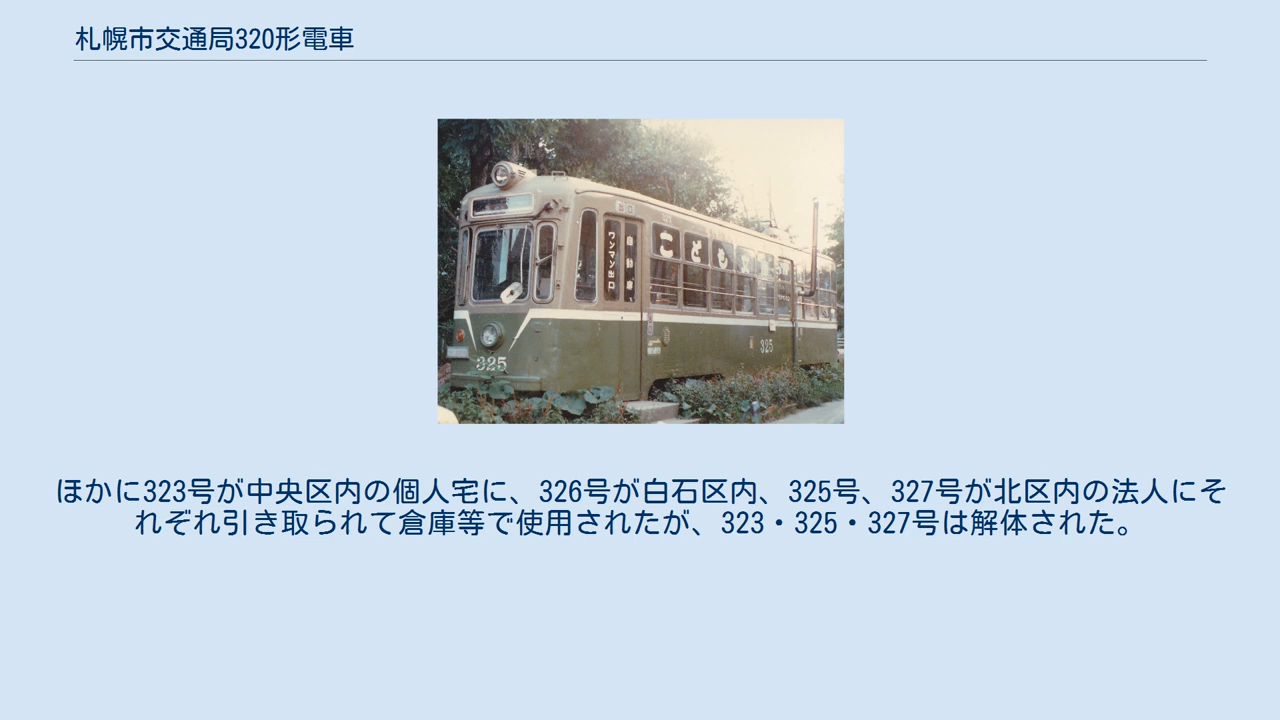 札幌市交通局320形電車
ワンマン出口
自動扉
こども
325
325
ほかに323号が中央区内の個人宅に、326号が白石区内、325号、327号が北区内の法人にそ
れぞれ引き取られて倉庫等で使用されたが、323・325・327号は解体された。